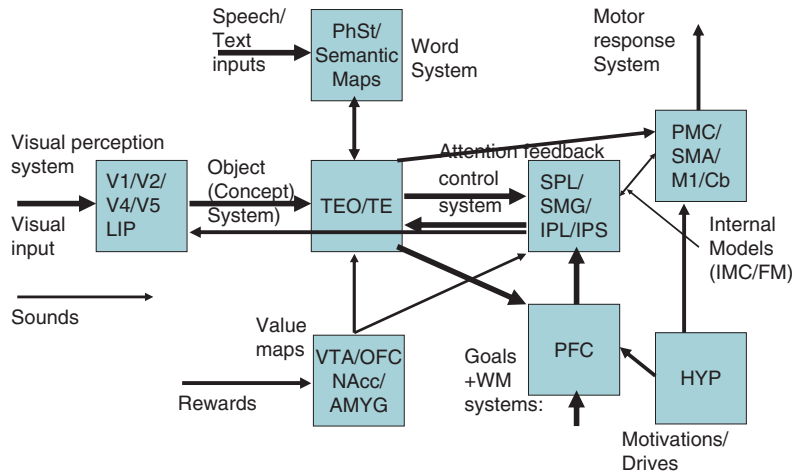 Speech/
Text
inputs
PhSt/
Semantic
Maps
Word
System
Motor
response
System
Visual perception
system
Visual
input
V1/V2/
V4/V5
LIP
Object
(Concept)
System)
TEO/TE
Attention feedback
control
system
SPL/
SMG/
IPL/IPS
PMC/
SMA/
M1/Cb
Internal
Models
(IMC/FM)
Sounds
Value
maps
VTA/OFC
NAcc/
AMYG
Rewards
Goals
+WM
systems:
PFC
HYP
Motivations/
Drives